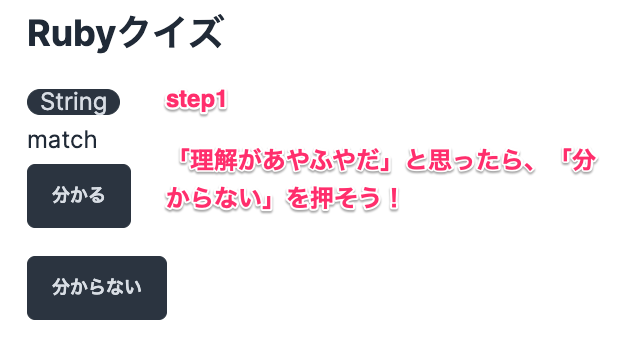 Rubyクイズ
String
step1
match
「理解があやふやだ」と思ったら、「分
からない」を押そう！
分かる
分からない